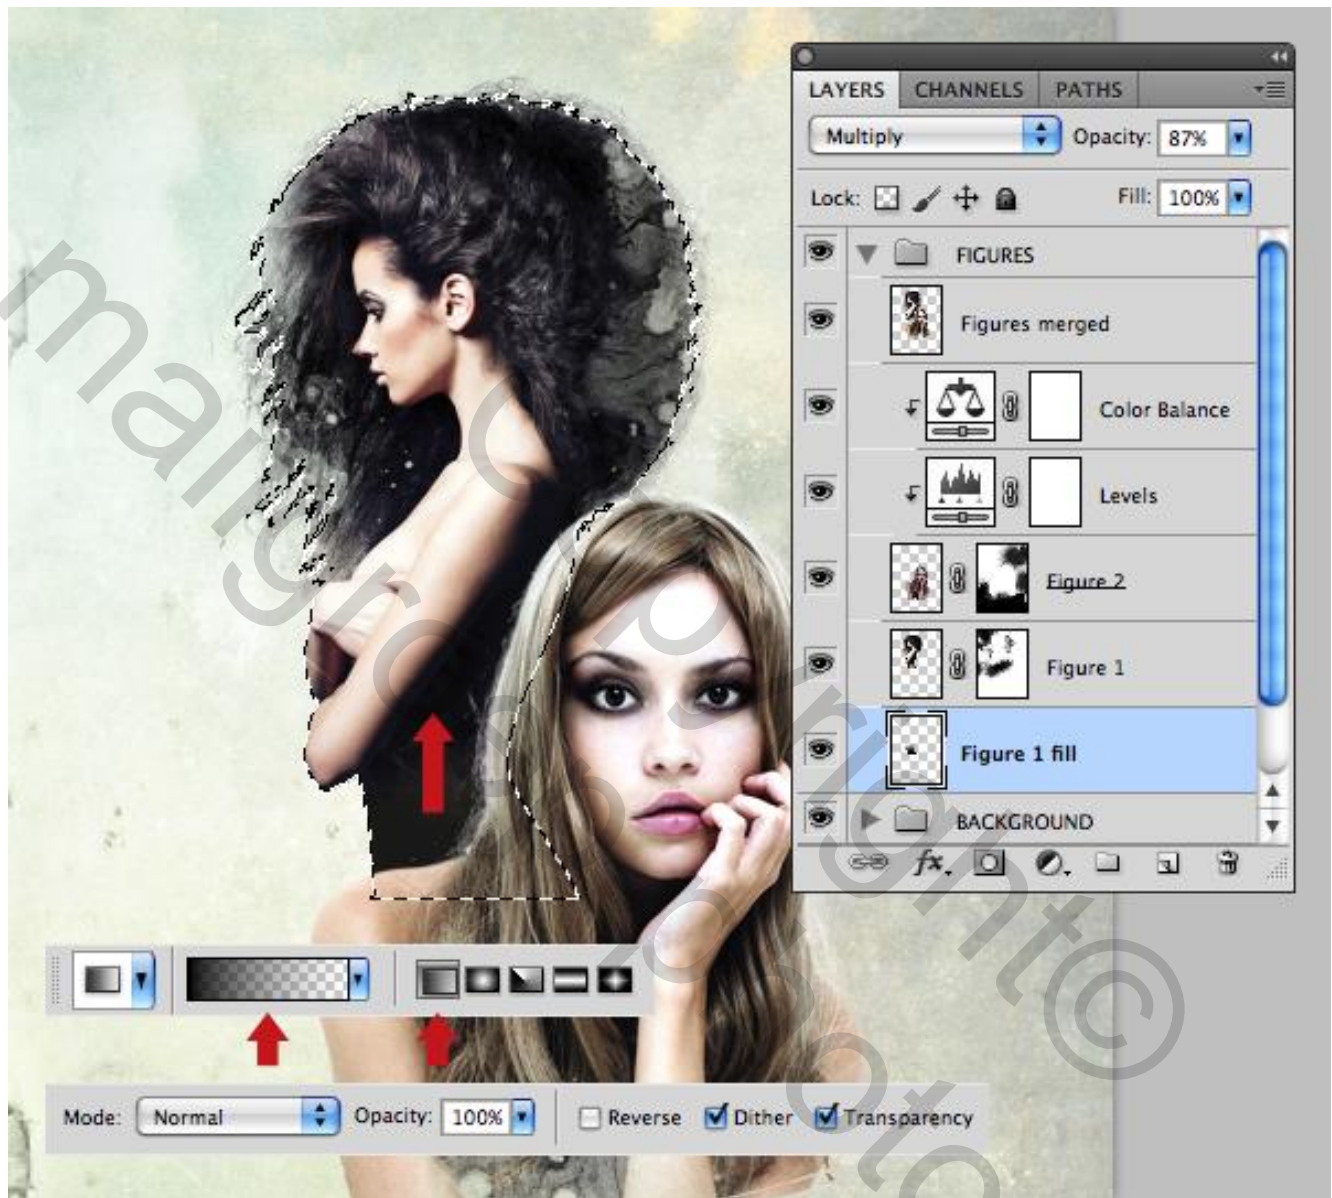 LAYERS CHANNELS PATHS
Multiply Opacity: 87%
Lock: Fill: 100%
FIGURES
Figures merged
Color Balance
Levels
Figure 2
Figure 1
Figure 1 fill
BACKGROUND
fx.
Mode: Normal Opacity: 100% Reverse Dither Transparency